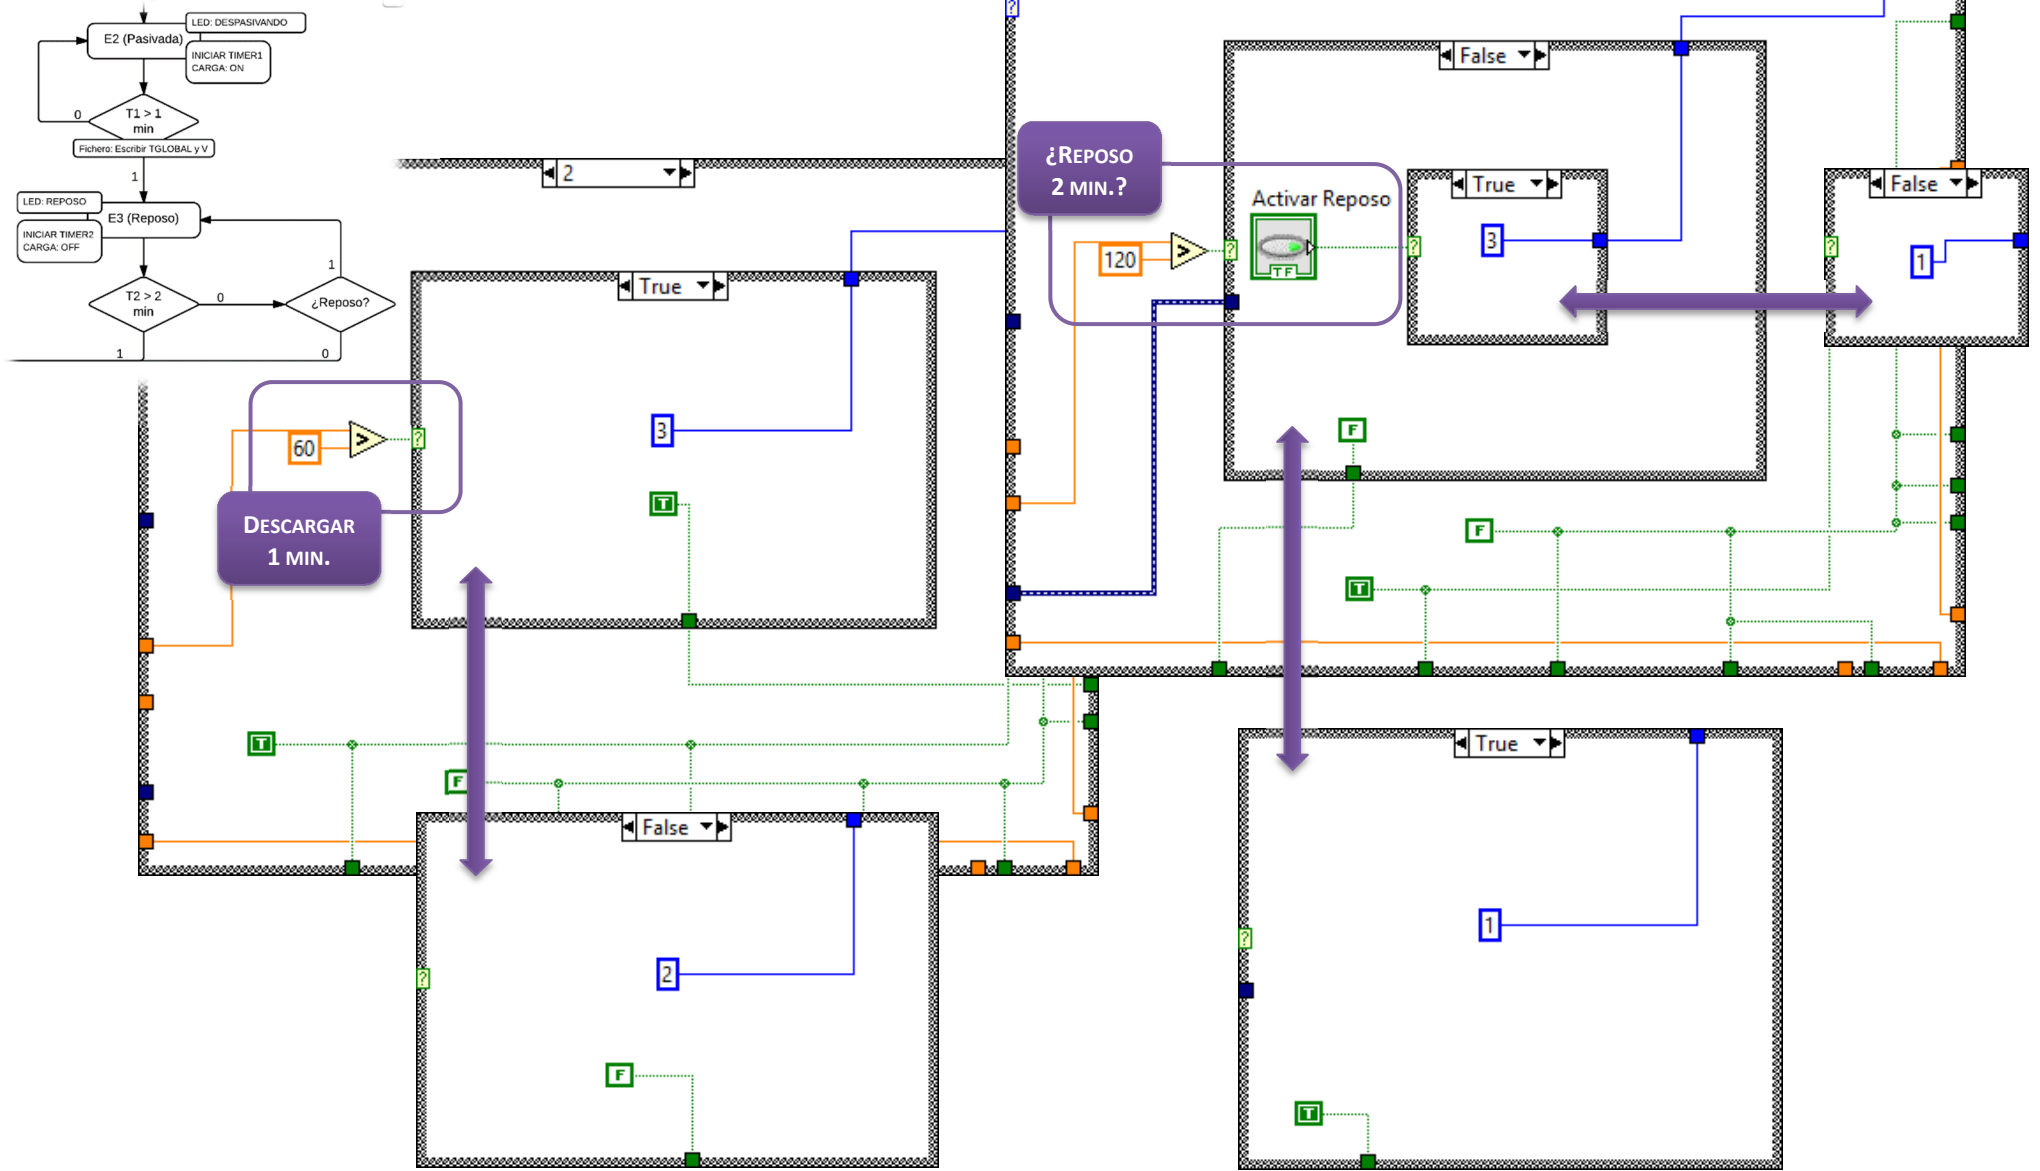 LED: DESPASIVANDO
E2 (Pasivada)
INICIAR TIMER1
CARGA: ON
0
T1 > 1
min
Fichero: Escribir TGLOBAL y V
1
LED: REPOSO
E3 (Reposo)
INICIAR TIMER2
CARGA: OFF
1
T2 > 2
min
0
¿Reposo?
1
0
2
True
60
>
?
3
T
DESCARGAR
1 MIN.
T
F
False
?
2
F
?
False
¿REPOSO
2 MIN.?
Activar Reposo
120
>
?
TF
?
True
3
False
?
1
F
F
T
True
?
1
T